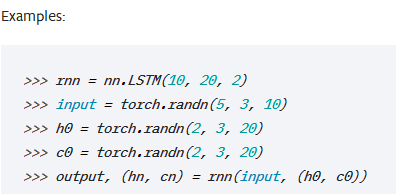 Examples:
>>> rnn = nn.LSTM(10, 20, 2)
>>> input = torch.randn(5, 3, 10)
>>> h0 = torch.randn(2, 3, 20)
>>> c0 = torch.randn(2, 3, 20)
>>> output, (hn, cn) = rnn(input, (h0, c0))